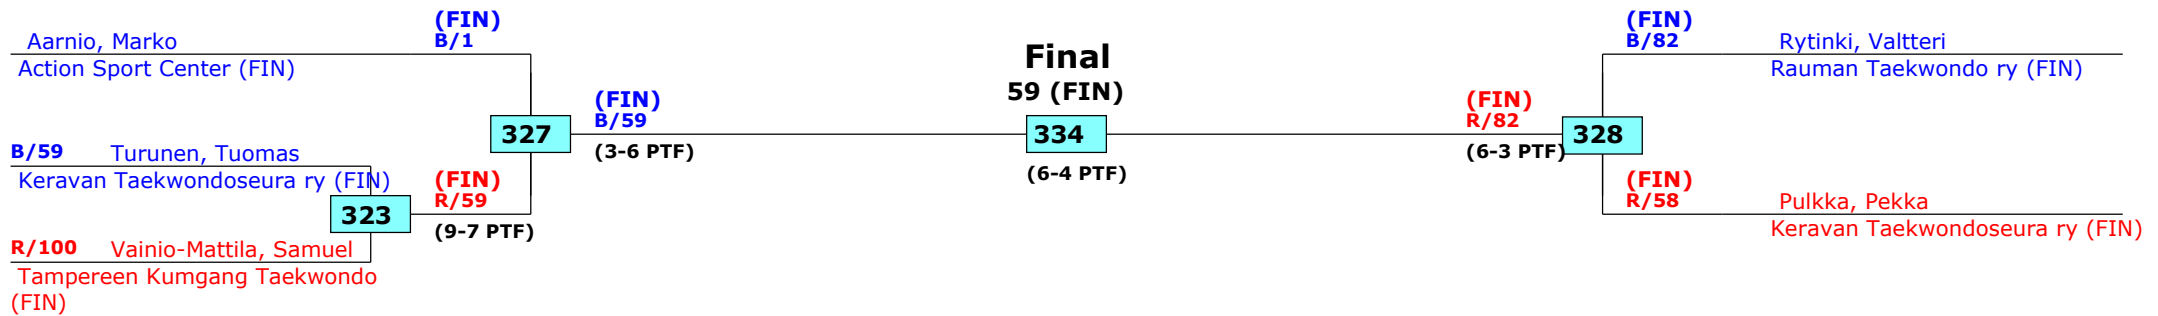 (FIN)
B/1
Aarnio, Marko
Action Sport Center (FIN)
B/59 Turunen, Tuomas
Keravan Taekwondoseura ry (FIN)
323
R/100 Vainio-Mattila, Samuel
Tampereen Kumgang Taekwondo
(FIN)
(FIN)
R/59
(9-7 PTF)
327
(FIN)
B/59
(3-6 PTF)
Final
59 (FIN)
334
(6-4 PTF)
(FIN)
R/82
(6-3 PTF)
328
(FIN)
B/82
Rytinki, Valtteri
Rauman Taekwondo ry (FIN)
(FIN)
R/58
Pulkka, Pekka
Keravan Taekwondoseura ry (FIN)